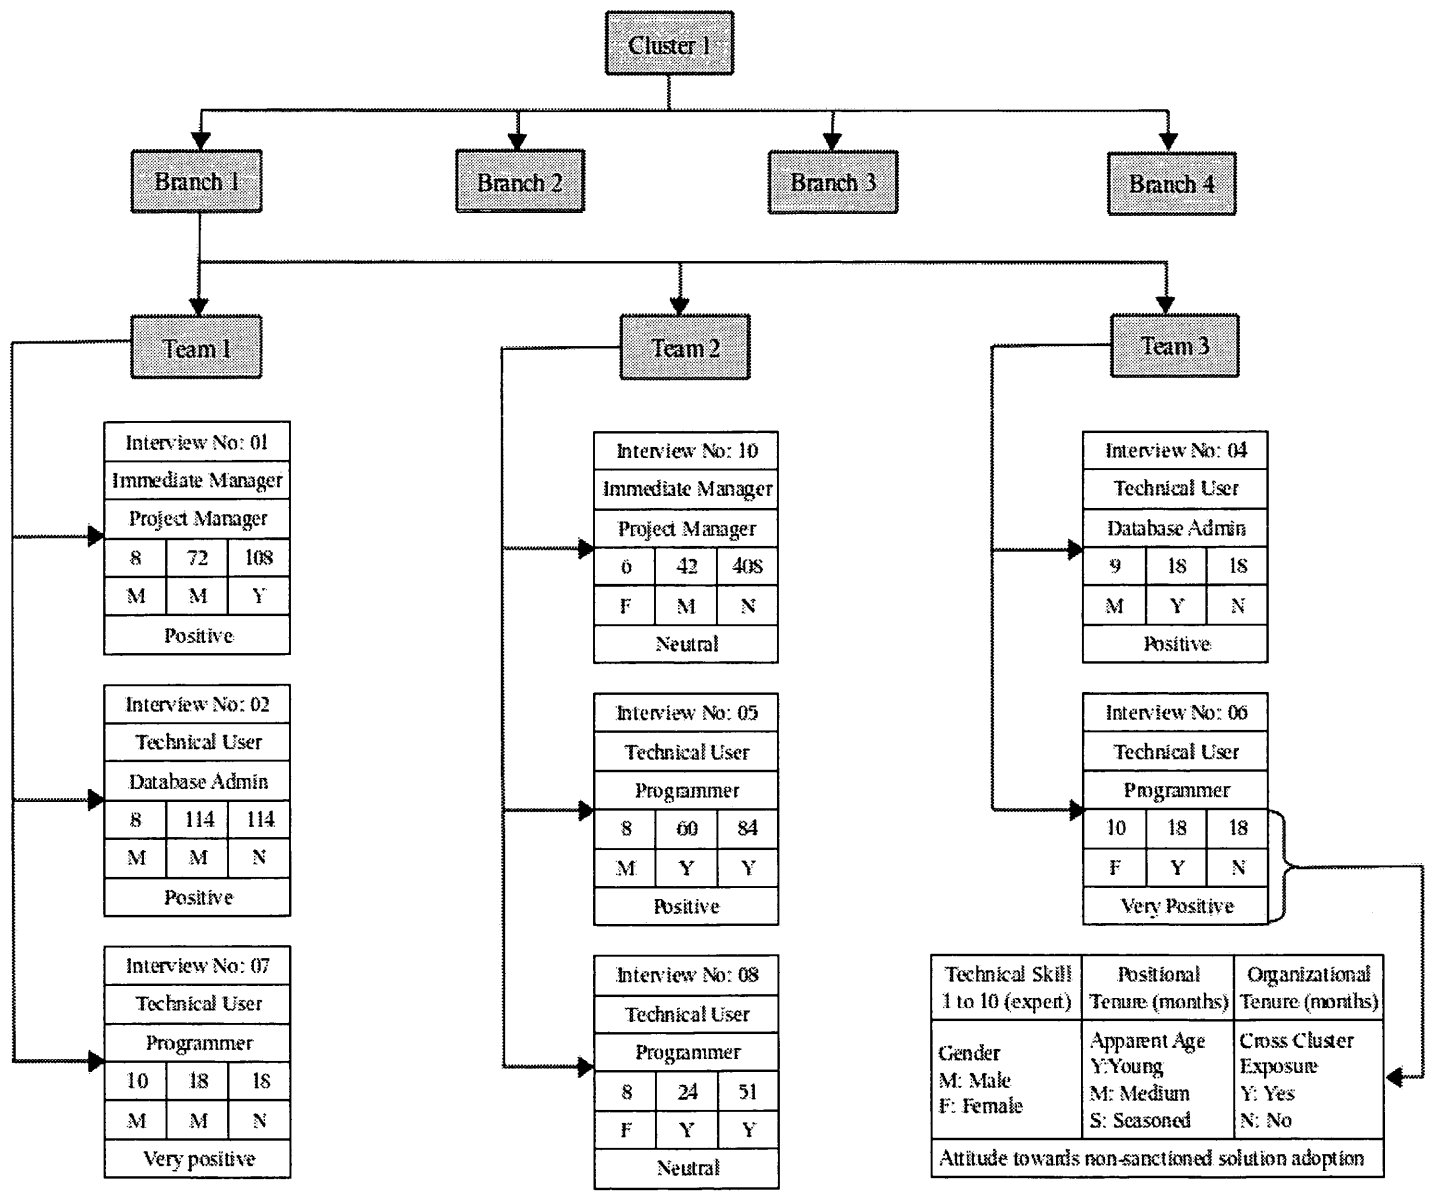 Cluster 1
Branch 1
Branch 2
Branch 3
Branch 4
Team 1
Team 2
Team 3
Interview No: 01
Immediate Manager
Project Manager
8 72 108
M M Y
Positive
Interview No: 02
Technical User
Database Admin
8 114 114
M M N
Positive
Interview No: 07
Technical User
Programmer
10 18 18
M M N
Very positive
Interview No: 10
Immediate Manager
Project Manager
42 408
F M N
Neutral
Interview No: 05
Technical User
Programmer
8 60 84
M Y Y
Positive
Interview No: 08
Technical User
Programmer
8 24 51
F Y Y
Neutral
Interview No: 04
Technical User
Database Admin
9 18 18
M Y N
Positive
Interview No: 06
Technical User
Programmer
10 18 18
F Y N
Very Positive
Technical Skill
1 to 10 (expert)
Positional
Tenure (months)
Organizational
Tenure (months)
Gender
M: Male
F: Female
Apparent Age
Y:Young
M: Medium
S: Seasoned
Cross Cluster
Exposure
Y: Yes
N: No
Attitude towards non-sanctioned solution adoption